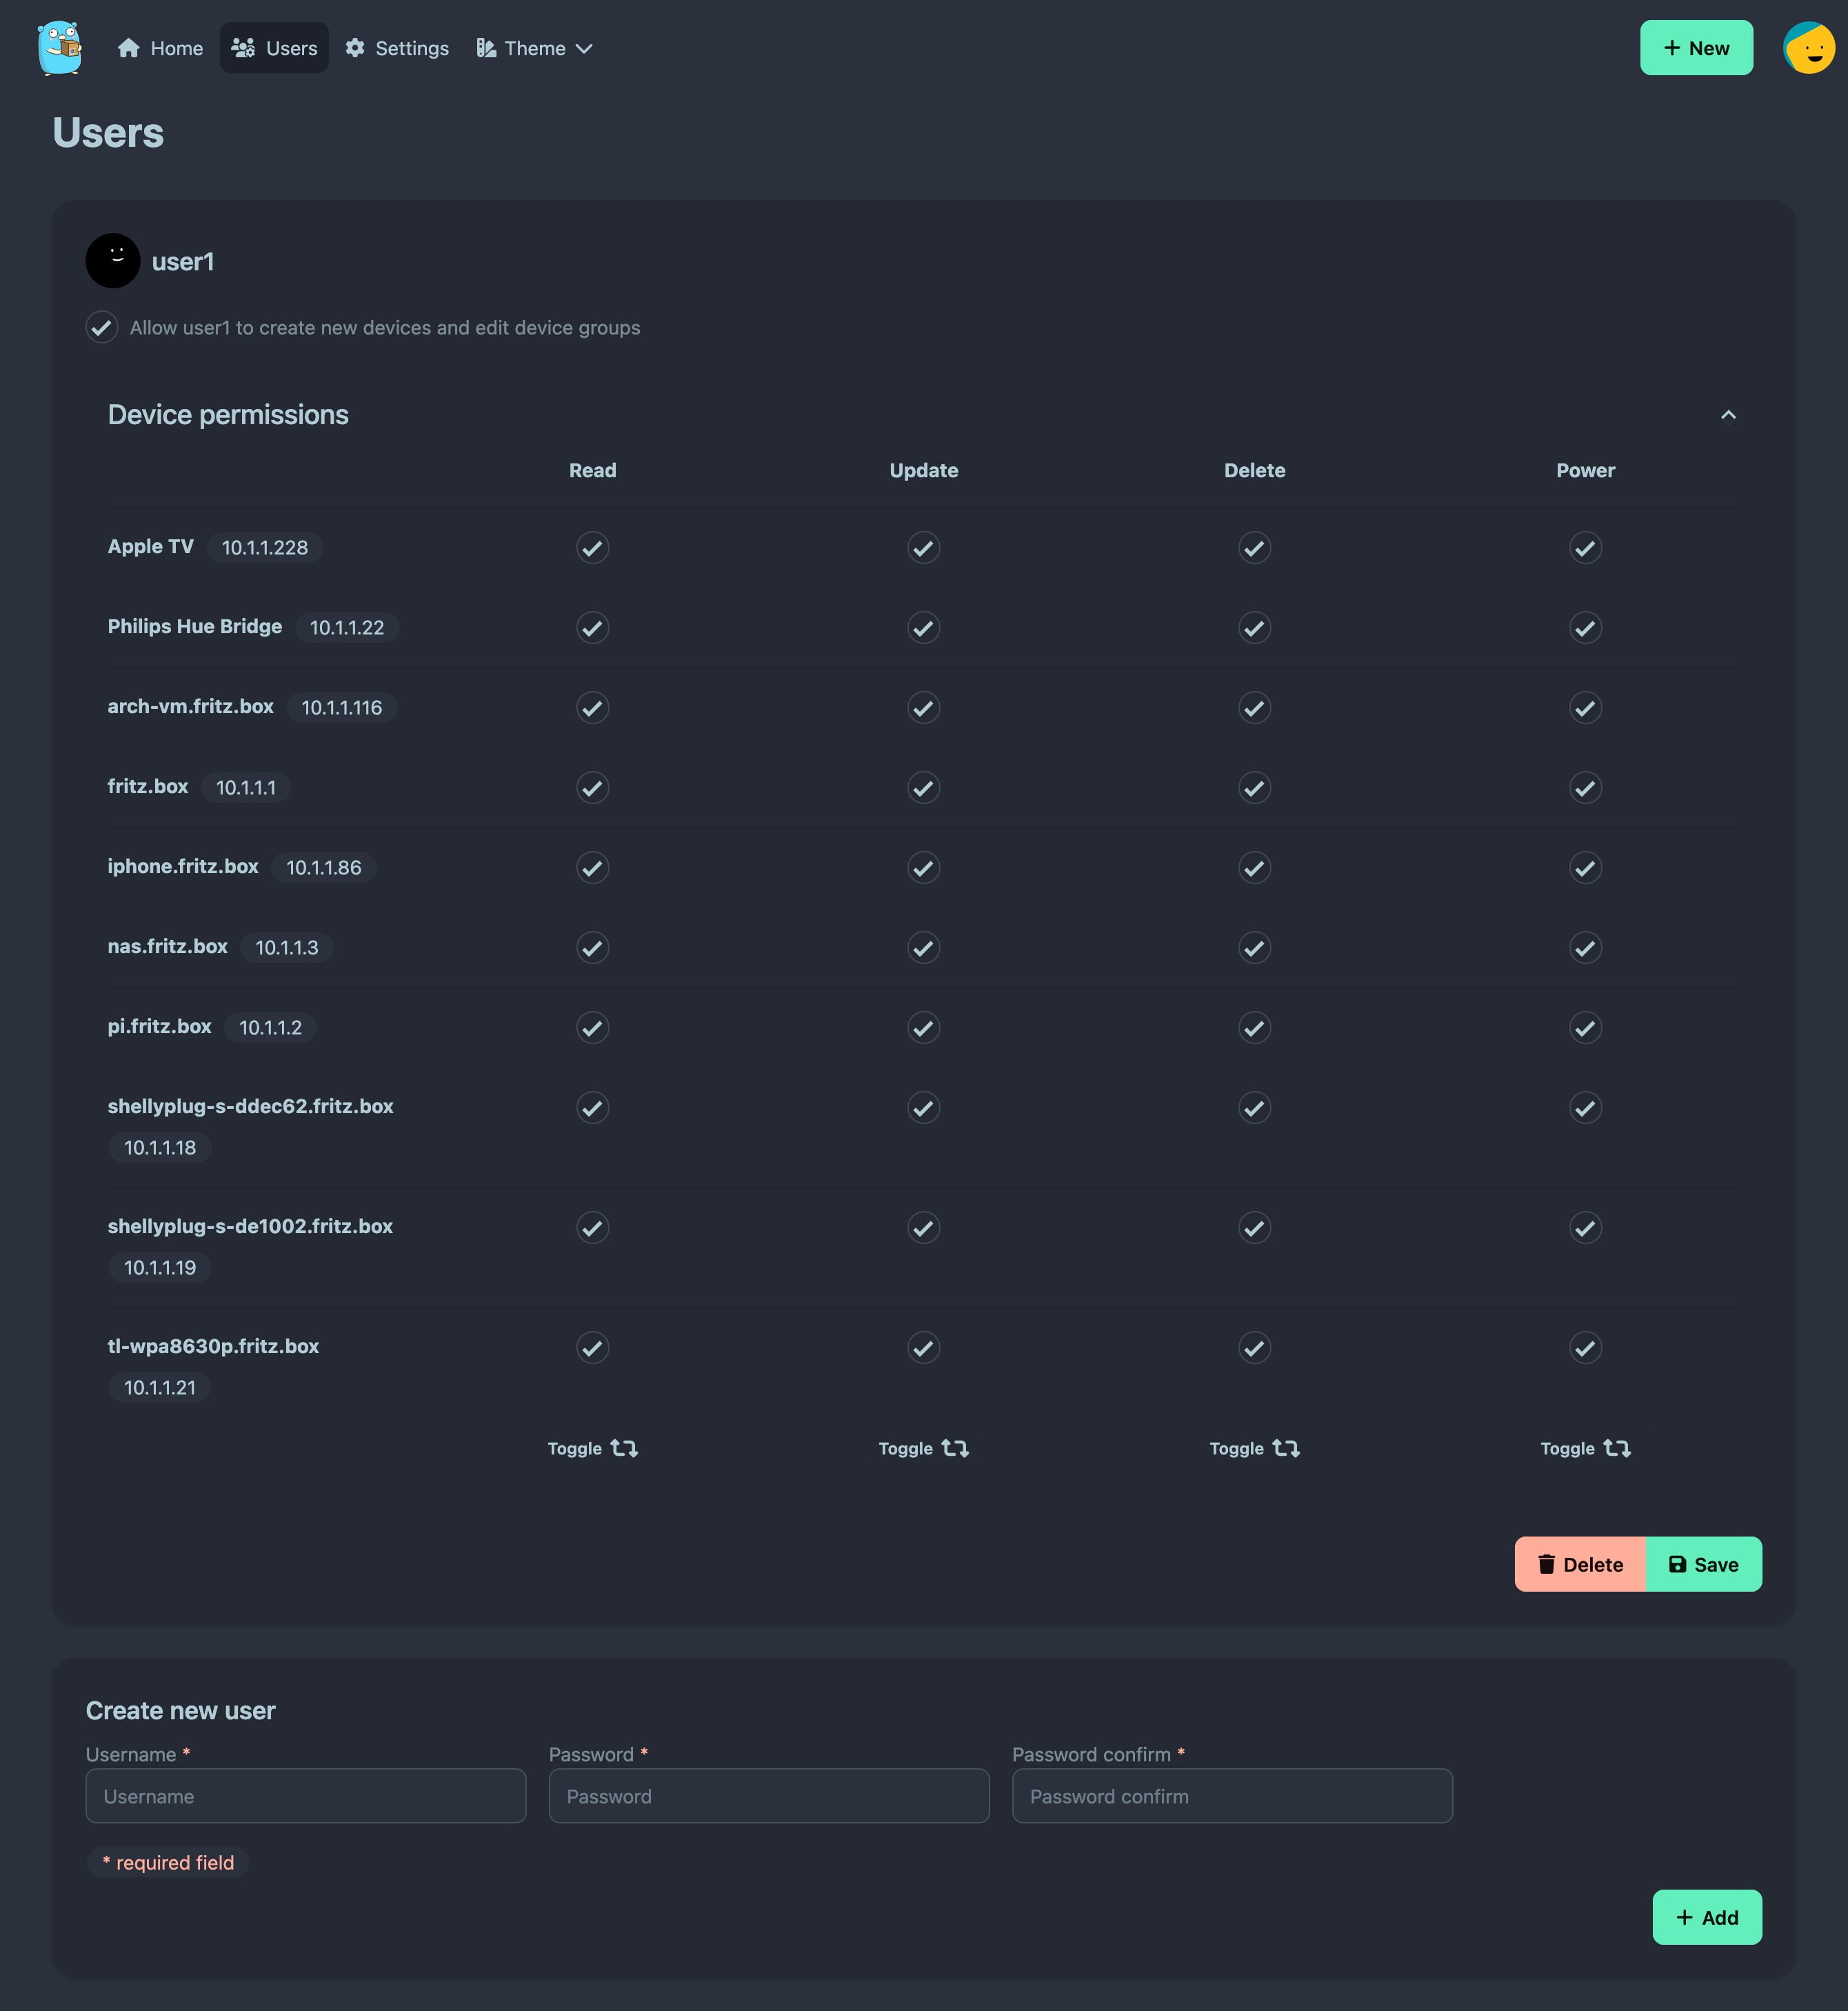 Home Users Settings Theme + New
Users
user1
Allow user1 to create new devices and edit device groups
Device permissions
Read Update Delete Power
Apple TV 10.1.1.228
Philips Hue Bridge 10.1.1.22
arch-vm.fritz.box 10.1.1.116
fritz.box 10.1.1.1
iphone.fritz.box 10.1.1.86
nas.fritz.box 10.1.1.3
pi.fritz.box 10.1.1.2
shellyplug-s-ddec62.fritz.box
10.1.1.18
shellyplug-s-de1002.fritz.box
10.1.1.19
tl-wpa8630p.fritz.box
10.1.1.21
Toggle Toggle Toggle Toggle
Delete Save
Create new user
Username * Password * Password confirm *
Username Password Password confirm
* required field
+ Add